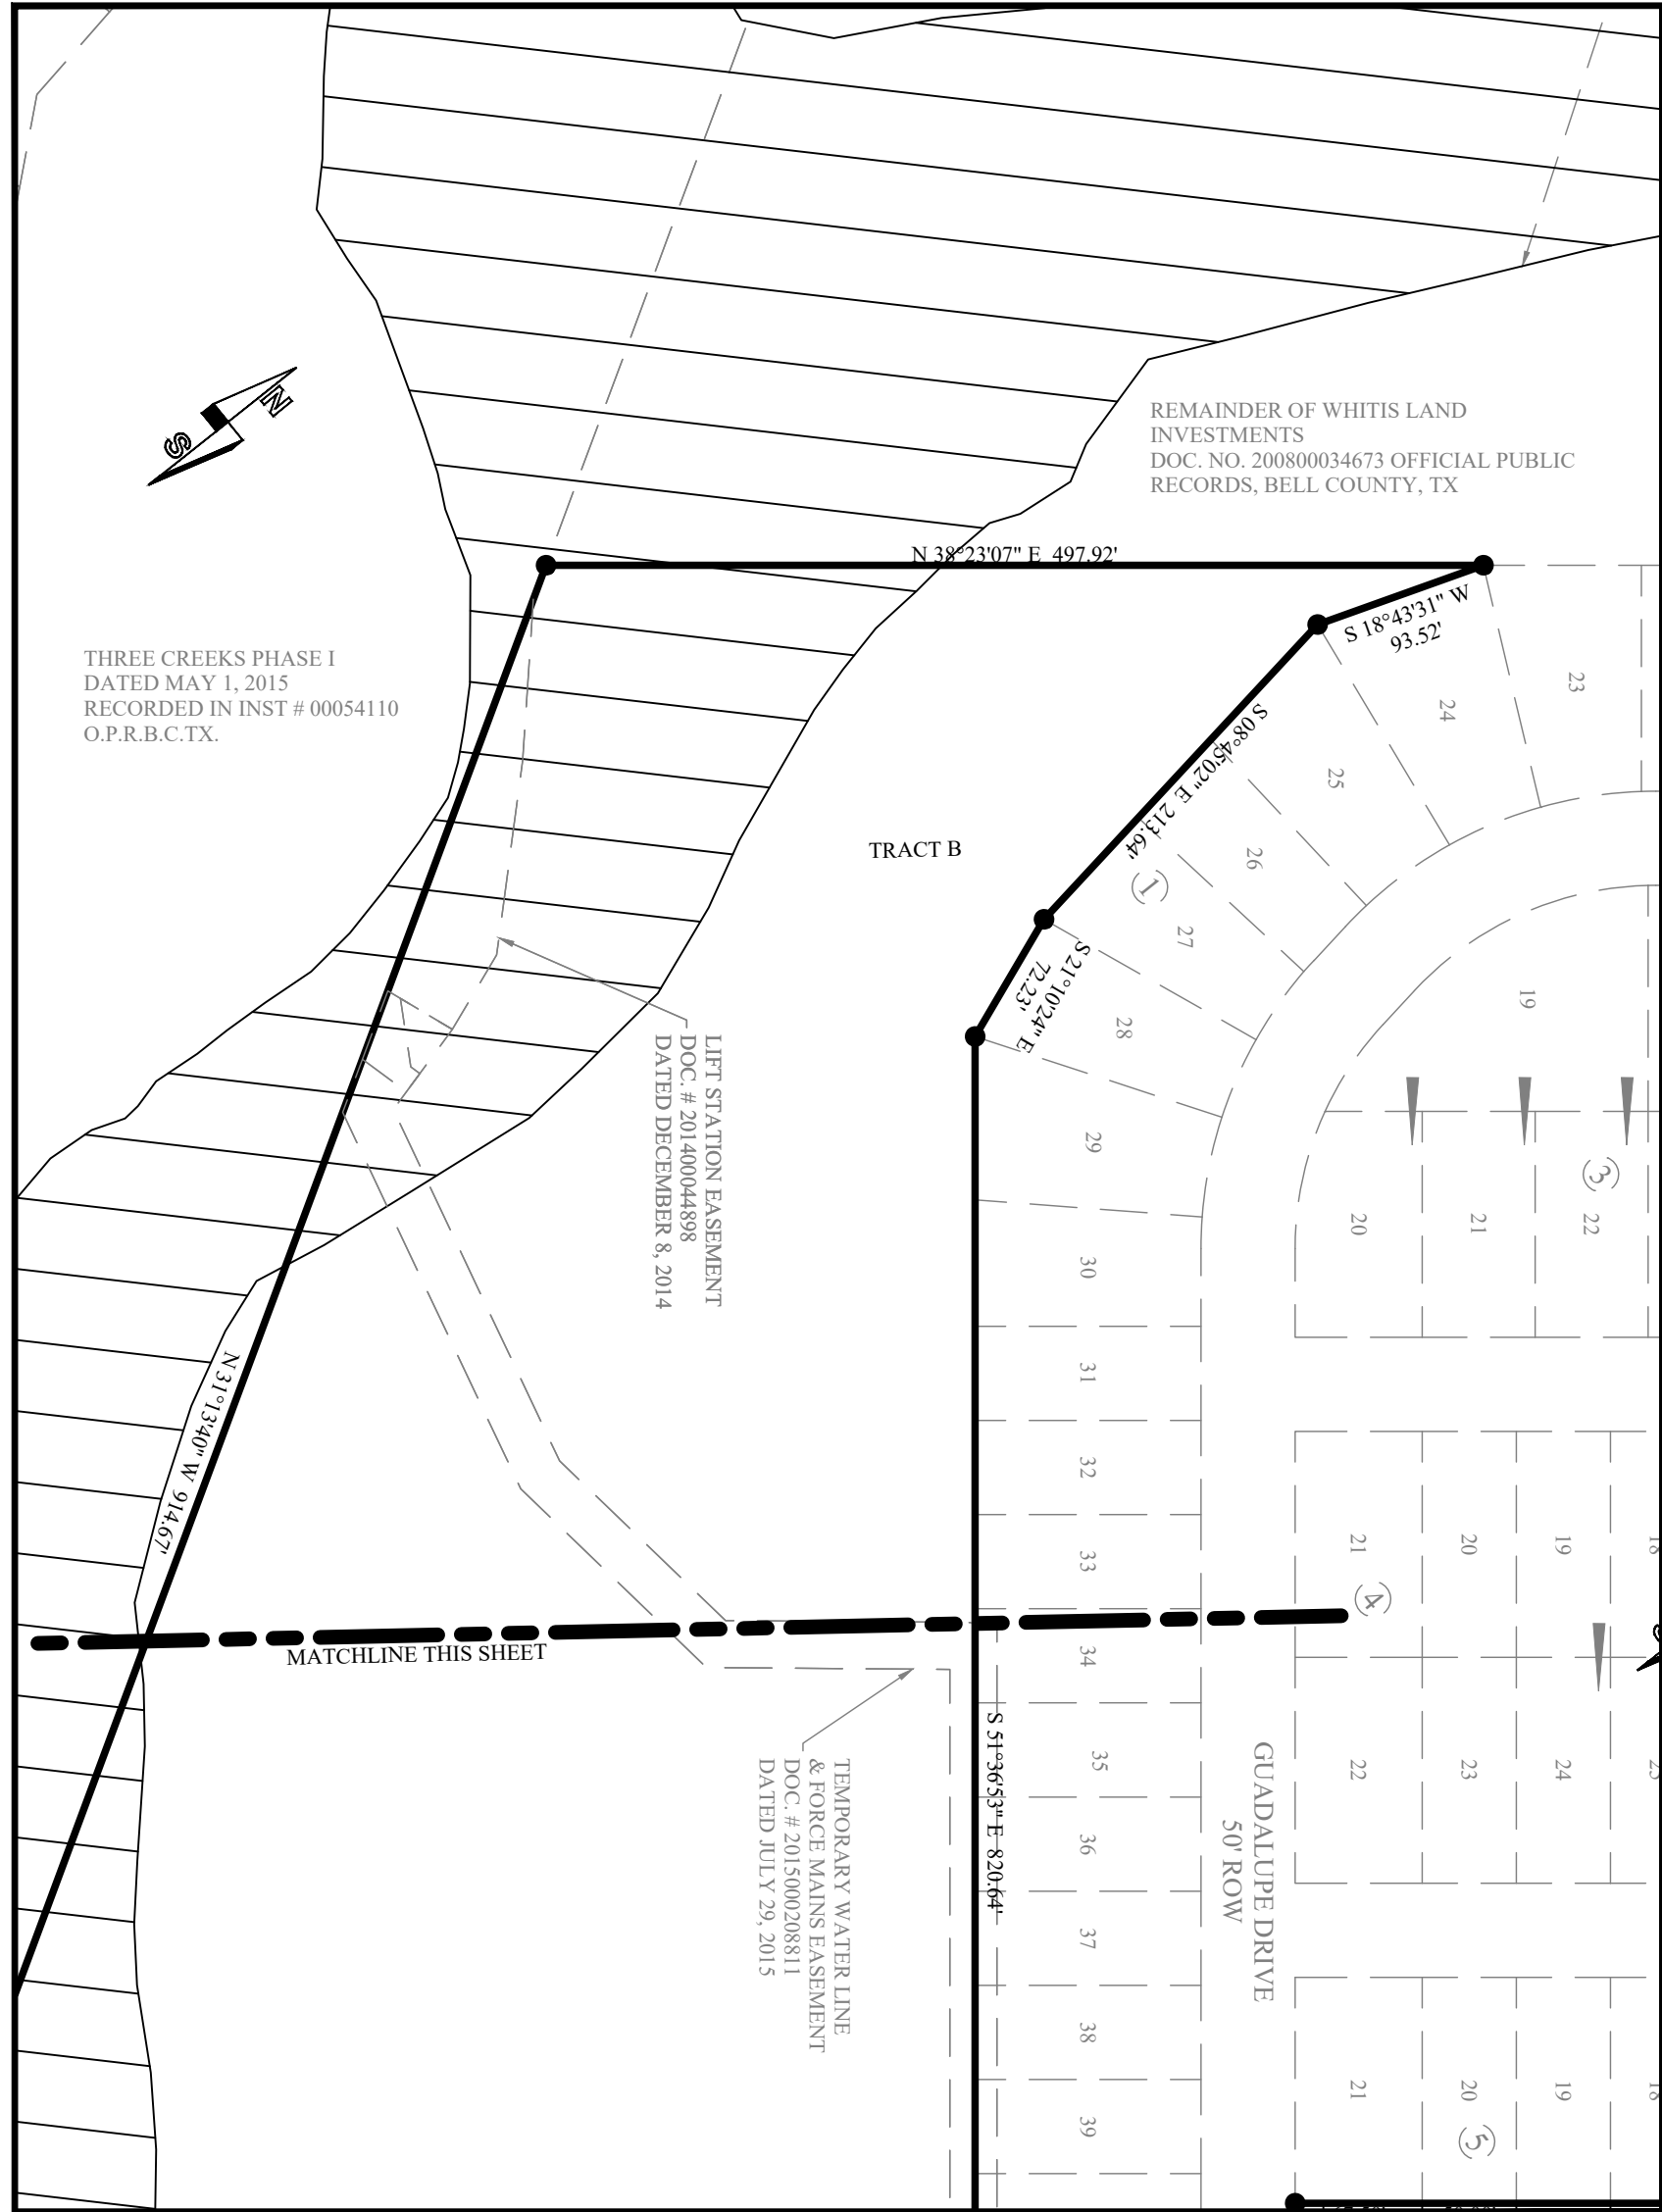 N
S
REMAINDER OF WHITIS LAND
INVESTMENTS
DOC. NO. 200800034673 OFFICIAL PUBLIC
RECORDS, BELL COUNTY, TX
N 38°23'07" E 497.92'
S 18°43'31" W
93.52'
THREE CREEKS PHASE I
DATED MAY 1, 2015
RECORDED IN INST # 00054110
O.P.R.B.C.TX.
S 08°45'02" E 213.64'
TRACT B
S 21°10'24" E
72.23'
23
24
25
26
27
28
29
30
31
32
33
34
35
36
37
38
39
1
19
3
20
21
22
LIFT STATION EASEMENT
DOC. # 201400044898
DATED DECEMBER 8, 2014
N 31°13'40" W 914.67'
MATCHLINE THIS SHEET
21
20
19
18
4
22
23
24
25
S 51°36'53" E 820.64'
GUADALUPE DRIVE
50' ROW
TEMPORARY WATER LINE
& FORCE MAINS EASEMENT
DOC. # 2015000208811
DATED JULY 29, 2015
21
20
19
18
5